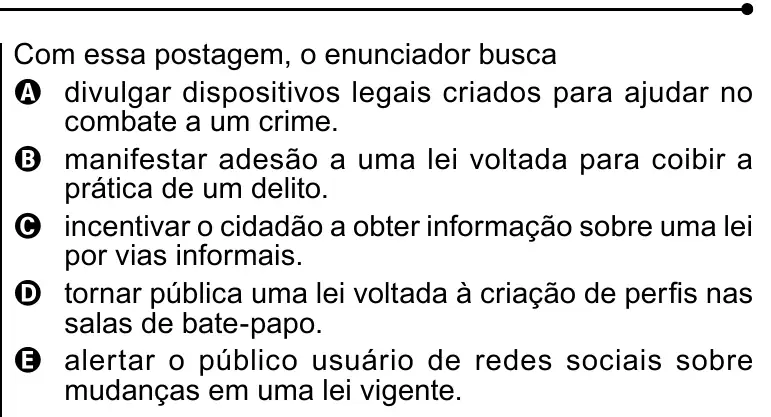 Com essa postagem, o enunciador busca
A divulgar dispositivos legais criados para ajudar no
combate a um crime.
B manifestar adesão a uma lei voltada para coibir a
prática de um delito.
C incentivar o cidadão a obter informação sobre uma lei
por vias informais.
D tornar pública uma lei voltada à criação de perfis nas
salas de bate-papo.
E alertar o público usuário de redes sociais sobre
mudanças em uma lei vigente.